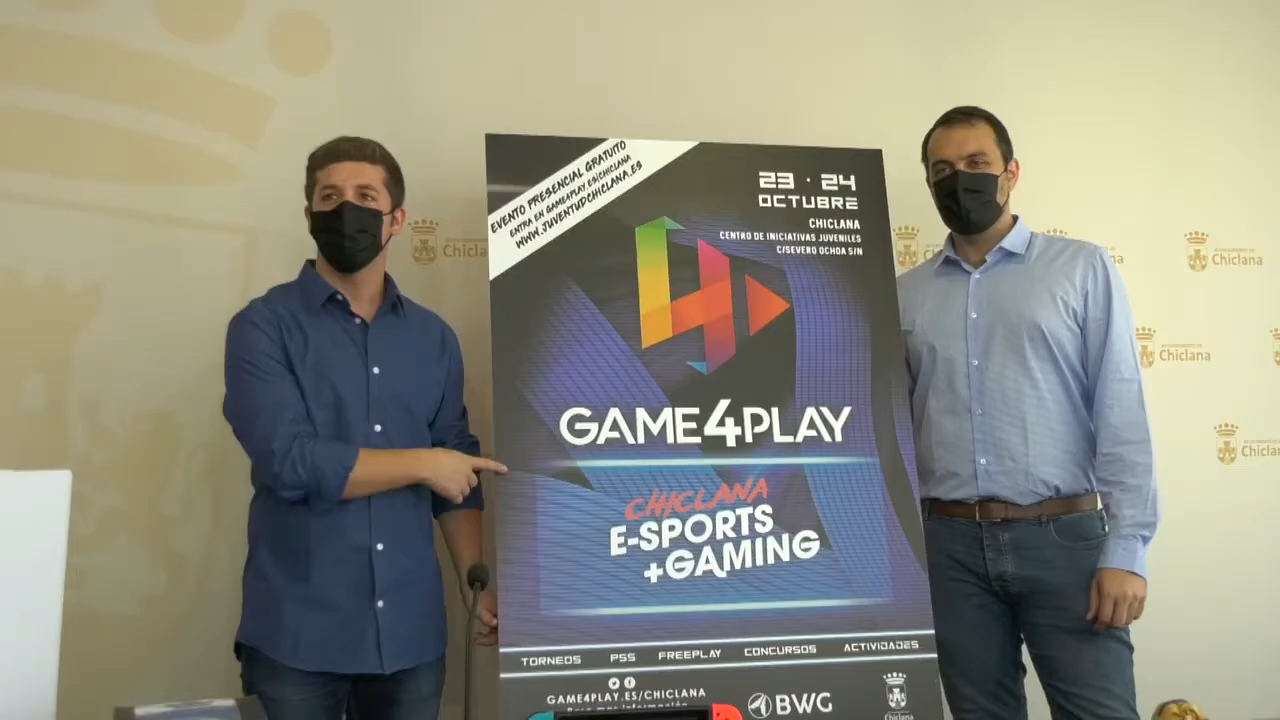 EVENTO PRESENCIAL GRATUITO
ENTRA EN GAME4PLAY.ES/CHICLANA
WWW.JUVENTUDCHICLANA.ES
23 · 24
OCTUBRE
CHICLANA
CENTRO DE INICIATIVAS JUVENILES
C/SEVERO OCHOA S/N
GAME4PLAY
CHICLANA
E-SPORTS
+GAMING
TORNEOS PS5 FREEPLAY CONCURSOS ACTIVIDADES
GAME4PLAY.ES/CHICLANA
BWG
Chiclana
Chiclana
Chiclana
Chiclana